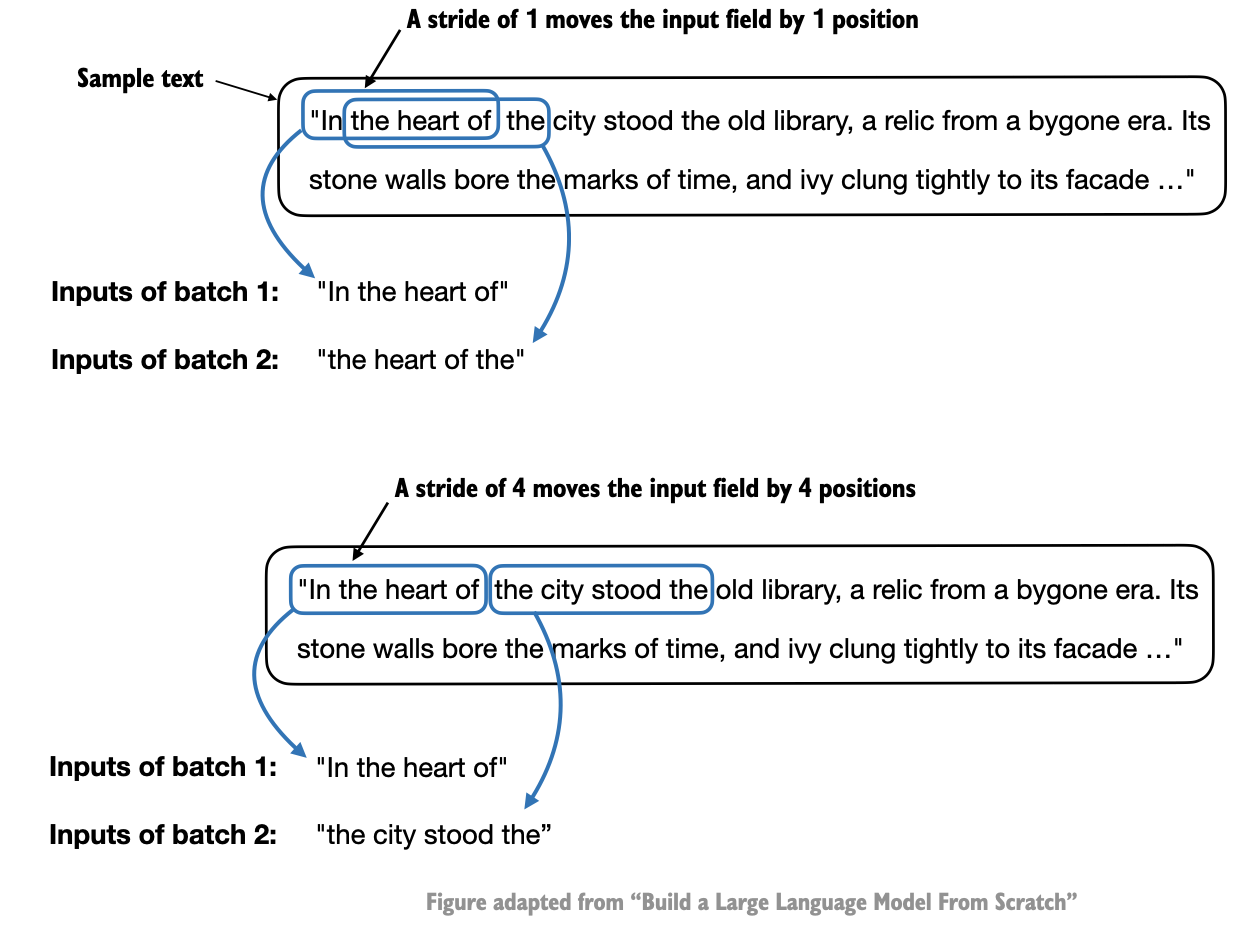 A stride of 1 moves the input field by 1 position
Sample text
"In the heart of the city stood the old library, a relic from a bygone era. Its
stone walls bore the marks of time, and ivy clung tightly to its facade …"
Inputs of batch 1: "In the heart of"
Inputs of batch 2: "the heart of the"
A stride of 4 moves the input field by 4 positions
"In the heart of the city stood the old library, a relic from a bygone era. Its
stone walls bore the marks of time, and ivy clung tightly to its facade …"
Inputs of batch 1: "In the heart of"
Inputs of batch 2: "the city stood the”
Figure adapted from “Build a Large Language Model From Scratch”